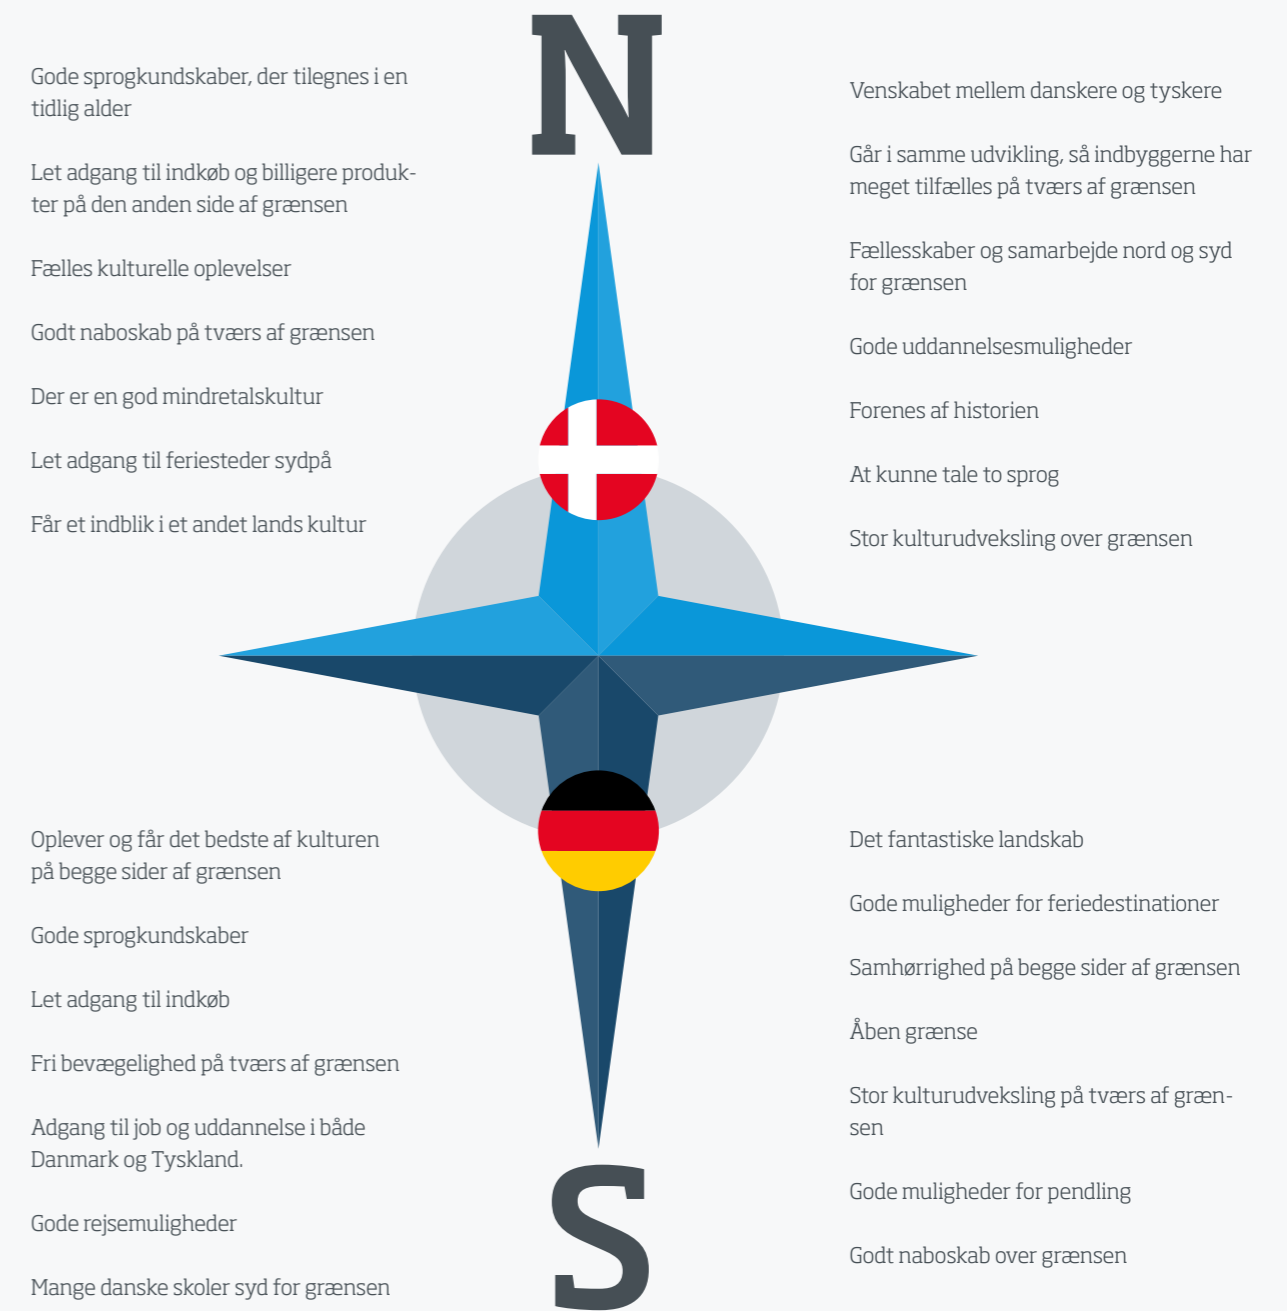 N
Gode sprogkundskaber, der tilegnes i en
tidlig alder
Let adgang til indkøb og billigere produk-
ter på den anden side af grænsen
Fælles kulturelle oplevelser
Godt naboskab på tværs af grænsen
Der er en god mindretalskultur
Let adgang til feriesteder sydpå
Får et indblik i et andet lands kultur
Venskabet mellem danskere og tyskere
Går i samme udvikling, så indbyggerne har
meget tilfælles på tværs af grænsen
Fællesskaber og samarbejde nord og syd
for grænsen
Gode uddannelsesmuligheder
Forenes af historien
At kunne tale to sprog
Stor kulturudveksling over grænsen
Oplever og får det bedste af kulturen
på begge sider af grænsen
Gode sprogkundskaber
Let adgang til indkøb
Fri bevægelighed på tværs af grænsen
Adgang til job og uddannelse i både
Danmark og Tyskland.
Gode rejsemuligheder
Mange danske skoler syd for grænsen
Det fantastiske landskab
Gode muligheder for feriedestinationer
Samhørrighed på begge sider af grænsen
Åben grænse
Stor kulturudveksling på tværs af græn-
sen
Gode muligheder for pendling
Godt naboskab over grænsen
S